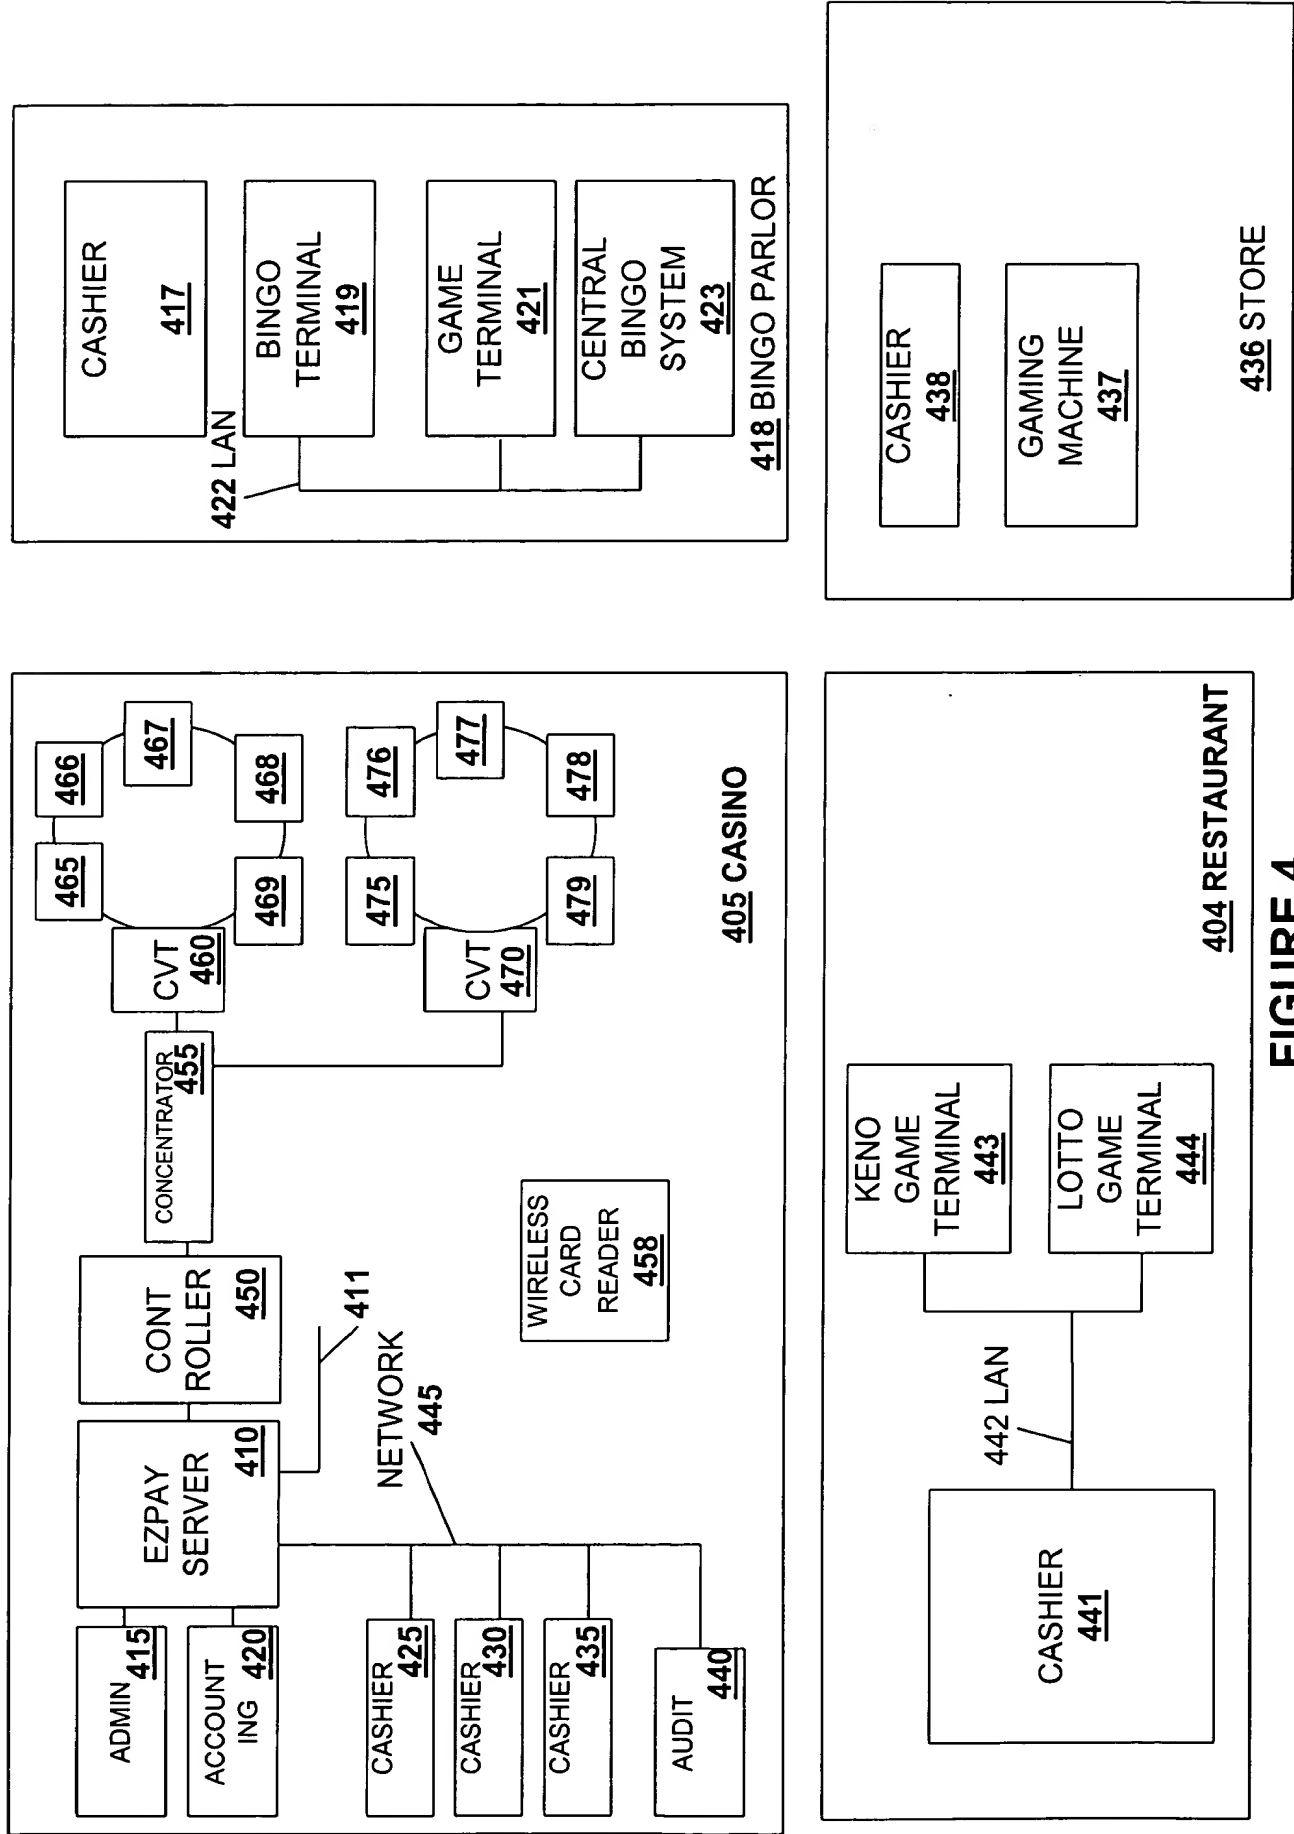 ADMIN
415
ACCOUNT
ING
420
EZPAY
SERVER
410
CONT
ROLLER
450
CONCENTRATOR
455
CVT
460
465
466
467
468
469
CVT
470
475
476
477
478
479
411
NETWORK
445
CASHIER
425
CASHIER
430
CASHIER
435
AUDIT
440
WIRELESS
CARD
READER
458
405 CASINO
CASHIER
417
422 LAN
BINGO
TERMINAL
419
GAME
TERMINAL
421
CENTRAL
BINGO
SYSTEM
423
418 BINGO PARLOR
CASHIER
441
442 LAN
KENO
GAME
TERMINAL
443
LOTTO
GAME
TERMINAL
444
404 RESTAURANT
CASHIER
438
GAMING
MACHINE
437
436 STORE
FIGURE 4